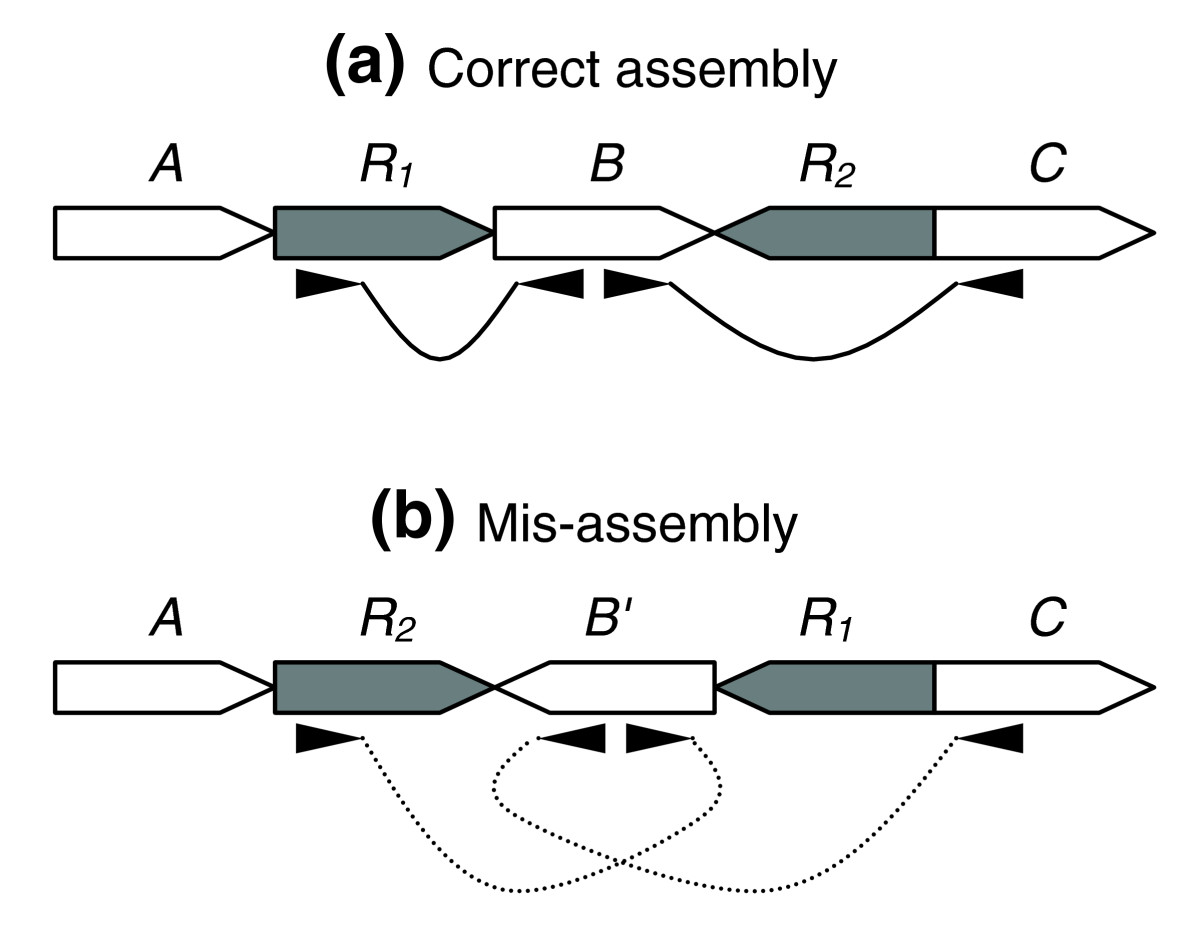 (a) Correct assembly
A R1 B R2 C
(b) Mis-assembly
A R2 B' R1 C